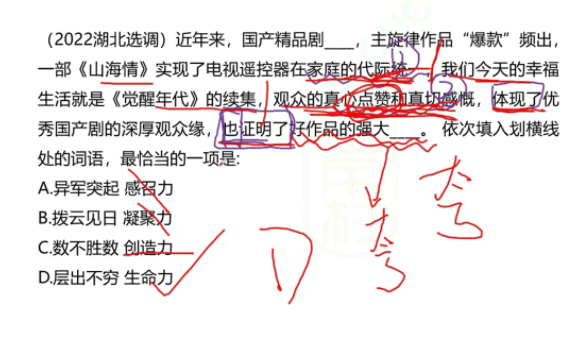 （2022湖北选调）近年来，国产精品剧____，主旋律作品“爆款”频出，
一部《山海情》实现了电视遥控器在家庭的代际统一，“我们今天的幸福
生活就是《觉醒年代》的续集，观众的真心点赞和直切感慨，体现了优
秀国产剧的深厚观众缘，也证明了好作品的强大____。 依次填入划横线
处的词语，最恰当的一项是:
A.异军突起 感召力
B.拨云见日 凝聚力
C.数不胜数 创造力
D.层出不穷 生命力
D